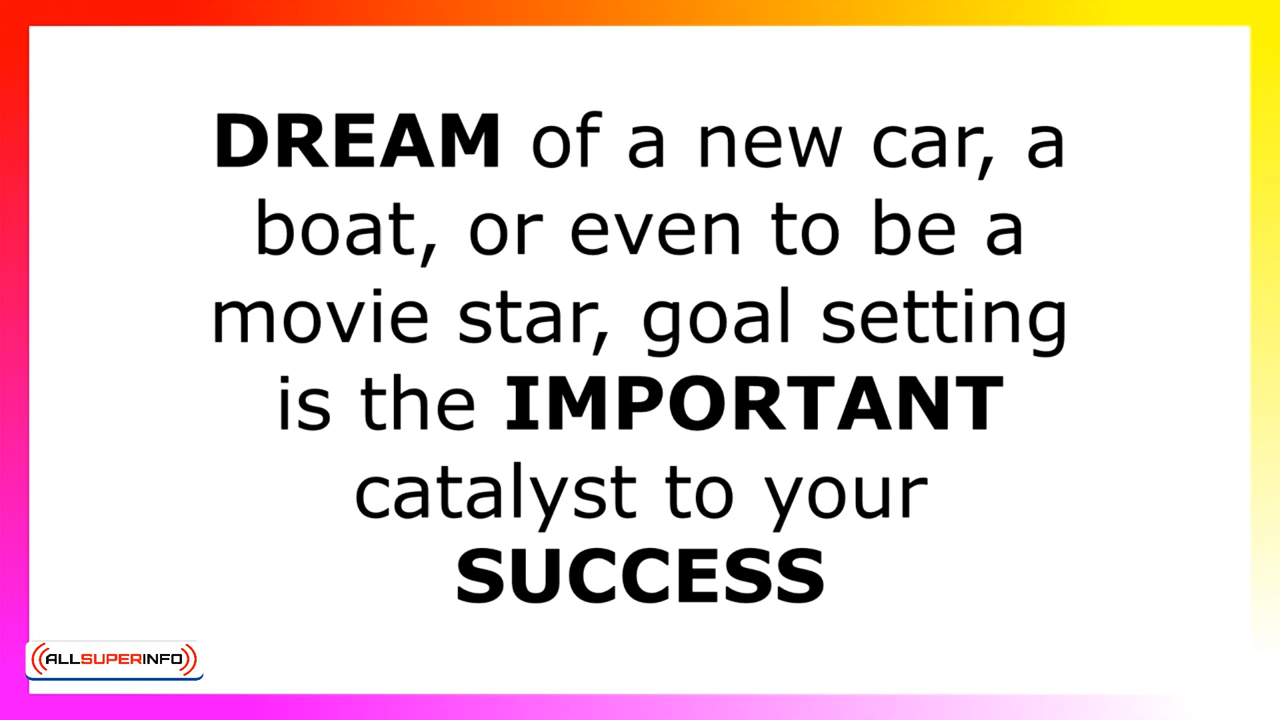 DREAM of a new car, a
boat, or even to be a
movie star, goal setting
is the IMPORTANT
catalyst to your
SUCCESS
ALLSUPERINFO